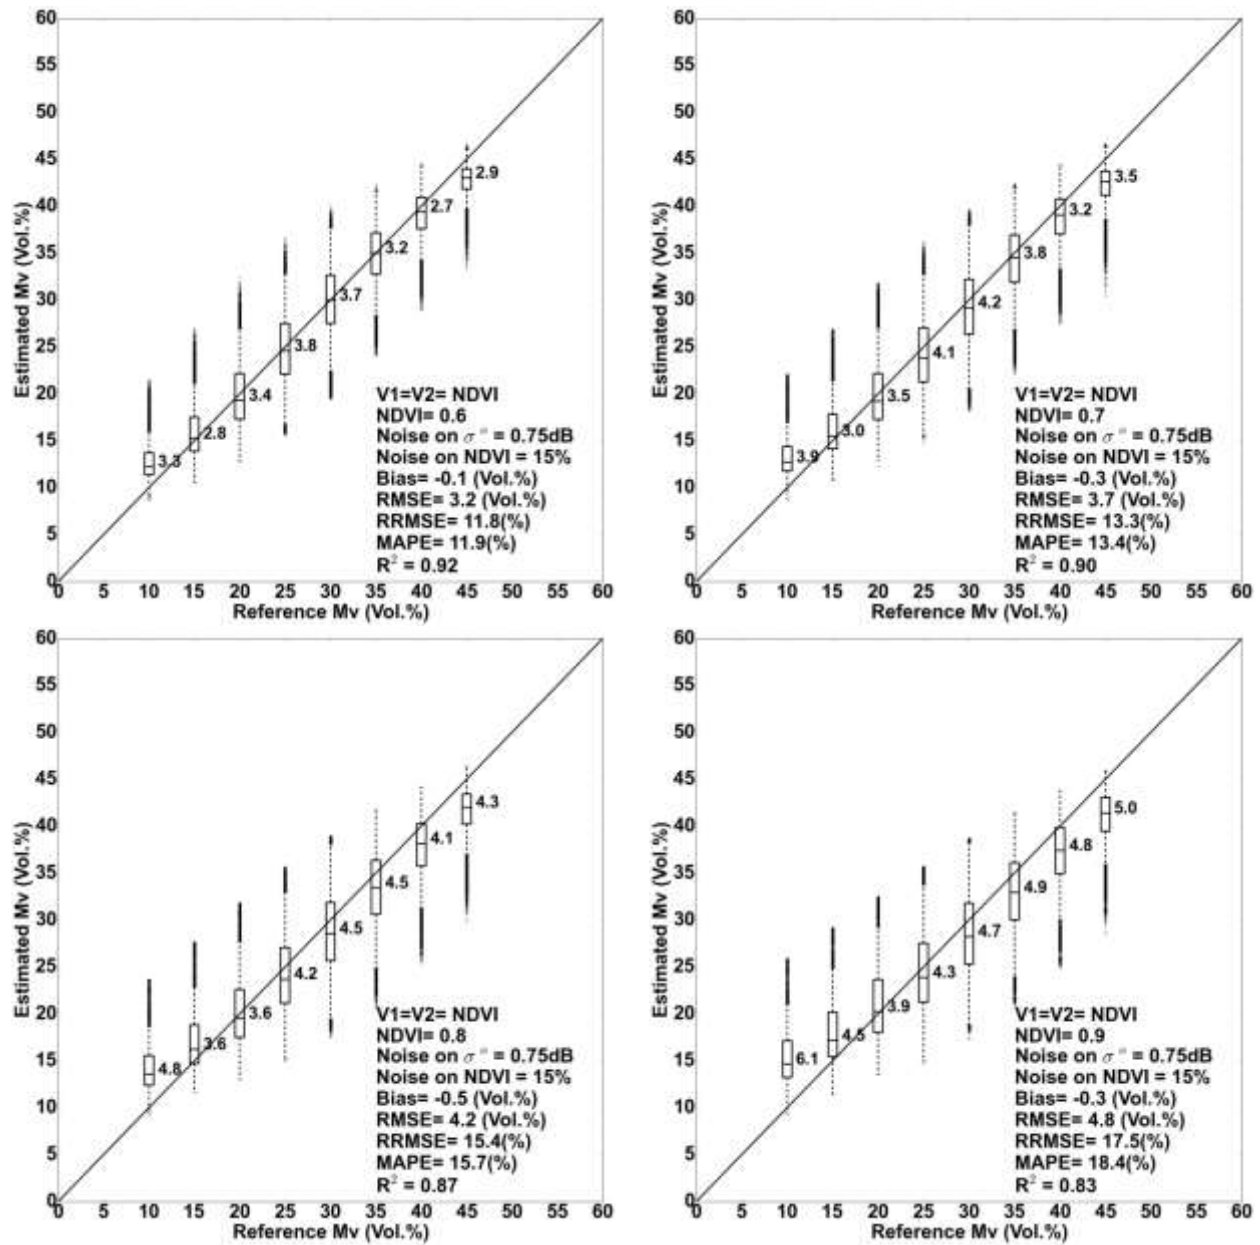 60
55
50
45
40
35
30
25
20
15
10
5
0
Estimated Mv (Vol.%)
3.3
2.8
3.4
3.8
3.7
3.2
2.7
2.9
V1=V2= NDVI
NDVI= 0.6
Noise on σ° = 0.75dB
Noise on NDVI = 15%
Bias= -0.1 (Vol.%)
RMSE= 3.2 (Vol.%)
RRMSE= 11.8(%)
MAPE= 11.9(%)
R² = 0.92
0 5 10 15 20 25 30 35 40 45 50 55 60
Reference Mv (Vol.%)
60
55
50
45
40
35
30
25
20
15
10
5
0
Estimated Mv (Vol.%)
3.9
3.0
3.5
4.1
4.2
3.8
3.2
3.5
V1=V2= NDVI
NDVI= 0.7
Noise on σ° = 0.75dB
Noise on NDVI = 15%
Bias= -0.3 (Vol.%)
RMSE= 3.7 (Vol.%)
RRMSE= 13.3(%)
MAPE= 13.4(%)
R² = 0.90
0 5 10 15 20 25 30 35 40 45 50 55 60
Reference Mv (Vol.%)
60
55
50
45
40
35
30
25
20
15
10
5
0
Estimated Mv (Vol.%)
4.8
3.6
3.6
4.2
4.5
4.5
4.1
4.3
V1=V2= NDVI
NDVI= 0.8
Noise on σ° = 0.75dB
Noise on NDVI = 15%
Bias= -0.5 (Vol.%)
RMSE= 4.2 (Vol.%)
RRMSE= 15.4(%)
MAPE= 15.7(%)
R² = 0.87
0 5 10 15 20 25 30 35 40 45 50 55 60
Reference Mv (Vol.%)
60
55
50
45
40
35
30
25
20
15
10
5
0
Estimated Mv (Vol.%)
6.1
4.5
3.9
4.3
4.7
4.9
4.8
5.0
V1=V2= NDVI
NDVI= 0.9
Noise on σ° = 0.75dB
Noise on NDVI = 15%
Bias= -0.3 (Vol.%)
RMSE= 4.8 (Vol.%)
RRMSE= 17.5(%)
MAPE= 18.4(%)
R² = 0.83
0 5 10 15 20 25 30 35 40 45 50 55 60
Reference Mv (Vol.%)